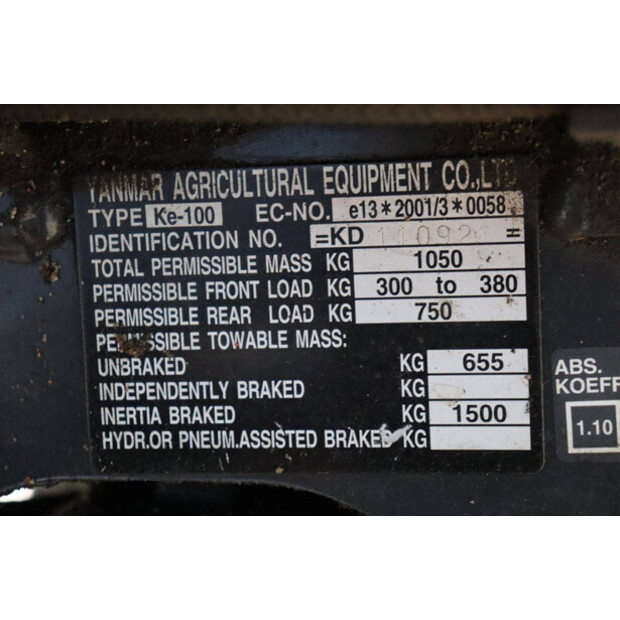 YANMAR AGRICULTURAL EQUIPMENT CO.,LTD
TYPE Ke-100 EC-NO. e13*2001/3*0058
IDENTIFICATION NO. =KD 110921 =
TOTAL PERMISSIBLE MASS KG 1050
PERMISSIBLE FRONT LOAD KG 300 to 380
PERMISSIBLE REAR LOAD KG 750
PERMISSIBLE TOWABLE MASS:
UNBRAKED KG 655
INDEPENDENTLY BRAKED KG
INERTIA BRAKED KG 1500
HYDR.OR PNEUM.ASSISTED BRAKED KG
ABS.
KOEFF
1.10